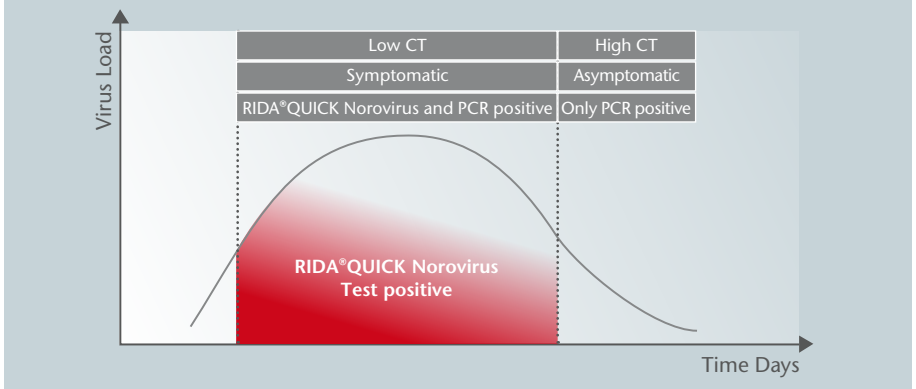 Virus Load
Low CT
High CT
Symptomatic
Asymptomatic
RIDA®QUICK Norovirus and PCR positive
Only PCR positive
RIDA®QUICK Norovirus
Test positive
Time Days